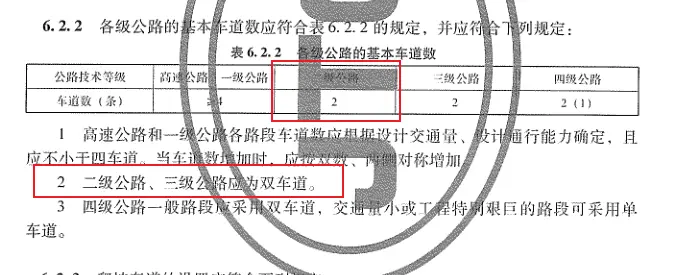 6.2.2 各级公路的基本车道数应符合表6.2.2的规定，并应符合下列规定：
表6.2.2 各级公路的基本车道数
公路技术等级 高速公路、一级公路 级公路 三级公路 四级公路
车道数（条） ≥4 2 2 2(1)
1 高速公路和一级公路各路段车道数应根据设计交通量、设计通行能力确定，且
应不小于四车道。当车道数增加时，应按双数、两侧对称增加。
2 二级公路、三级公路应为双车道。
3 四级公路一般路段应采用双车道，交通量小或工程特别艰巨的路段可采用单
车道。